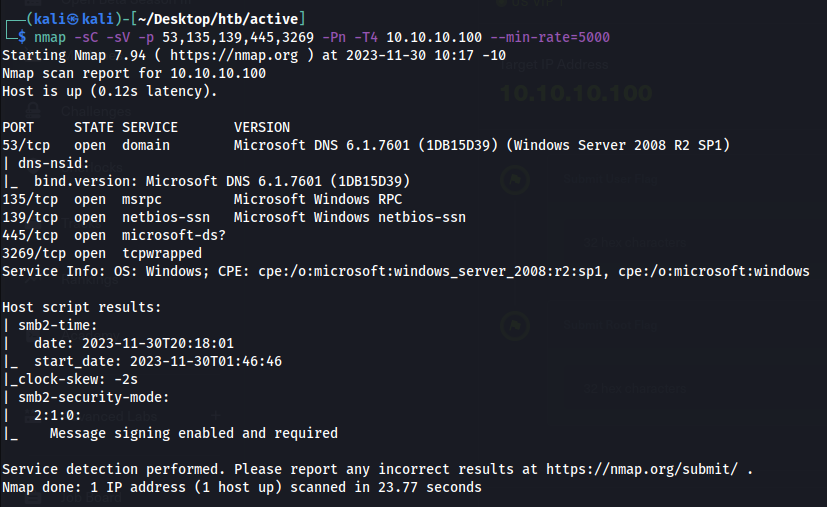 ┌──(kali㉿kali)-[~/Desktop/htb/active]
└─$ nmap -sC -sV -p 53,135,139,445,3269 -Pn -T4 10.10.10.100 --min-rate=5000
Starting Nmap 7.94 ( https://nmap.org ) at 2023-11-30 10:17 -10
Nmap scan report for 10.10.10.100
Host is up (0.12s latency).
Target IP Address
10.10.10.100

PORT     STATE SERVICE       VERSION
53/tcp   open  domain        Microsoft DNS 6.1.7601 (1DB15D39) (Windows Server 2008 R2 SP1)
| dns-nsid:
|_  bind.version: Microsoft DNS 6.1.7601 (1DB15D39)
135/tcp  open  msrpc         Microsoft Windows RPC
139/tcp  open  netbios-ssn   Microsoft Windows netbios-ssn
445/tcp  open  microsoft-ds?
3269/tcp open  tcpwrapped
Service Info: OS: Windows; CPE: cpe:/o:microsoft:windows_server_2008:r2:sp1, cpe:/o:microsoft:windows

Host script results:
| smb2-time:
|   date: 2023-11-30T20:18:01
|_  start_date: 2023-11-30T01:46:46
|_clock-skew: -2s
| smb2-security-mode:
|   2:1:0:
|_    Message signing enabled and required

Service detection performed. Please report any incorrect results at https://nmap.org/submit/ .
Nmap done: 1 IP address (1 host up) scanned in 23.77 seconds